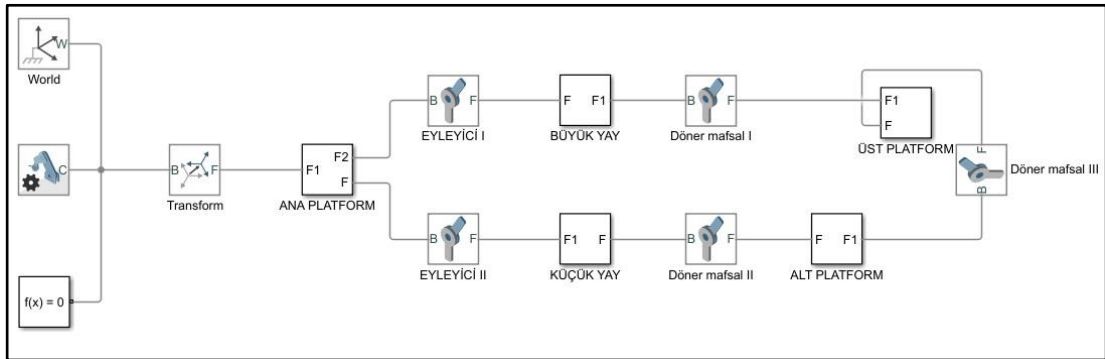 W
World
C
f(x) = 0
B F
Transform
F1 F2 F
ANA PLATFORM
B F
EYLEYİCİ I
F F1
BÜYÜK YAY
B F
Döner mafsal I
F1
F
ÜST PLATFORM
F
B
Döner mafsal III
B F
EYLEYİCİ II
F1 F
KÜÇÜK YAY
B F
Döner mafsal II
F F1
ALT PLATFORM